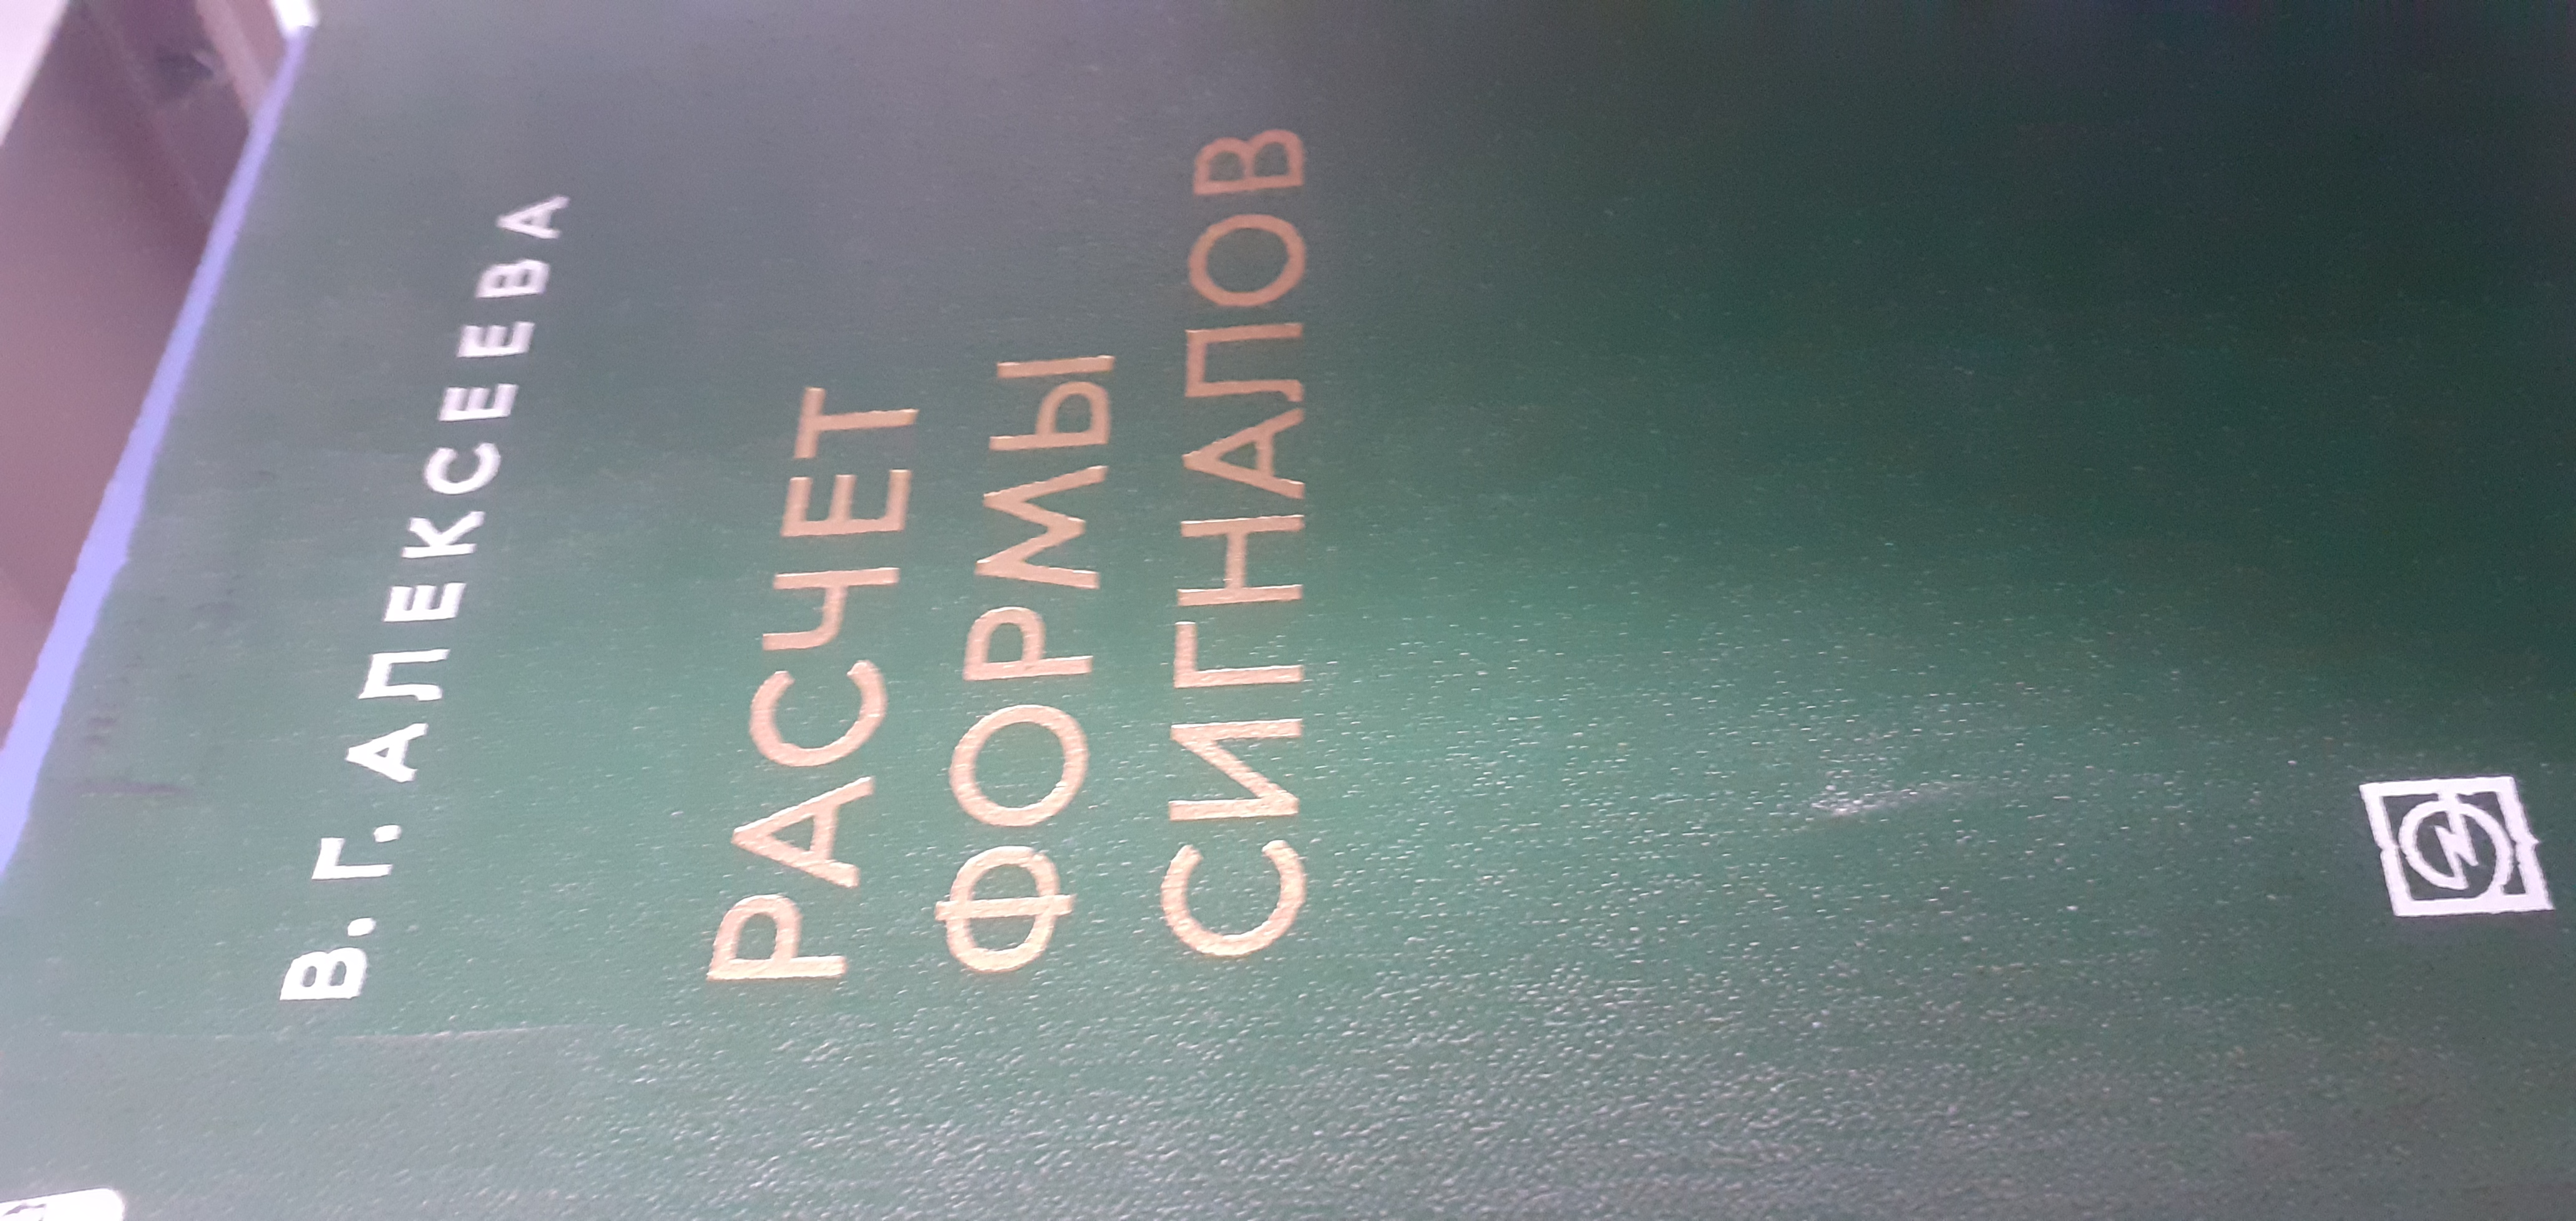 В. Г. АЛЕКСЕЕВА
РАСЧЕТ
ФОРМЫ
СИГНАЛОВ